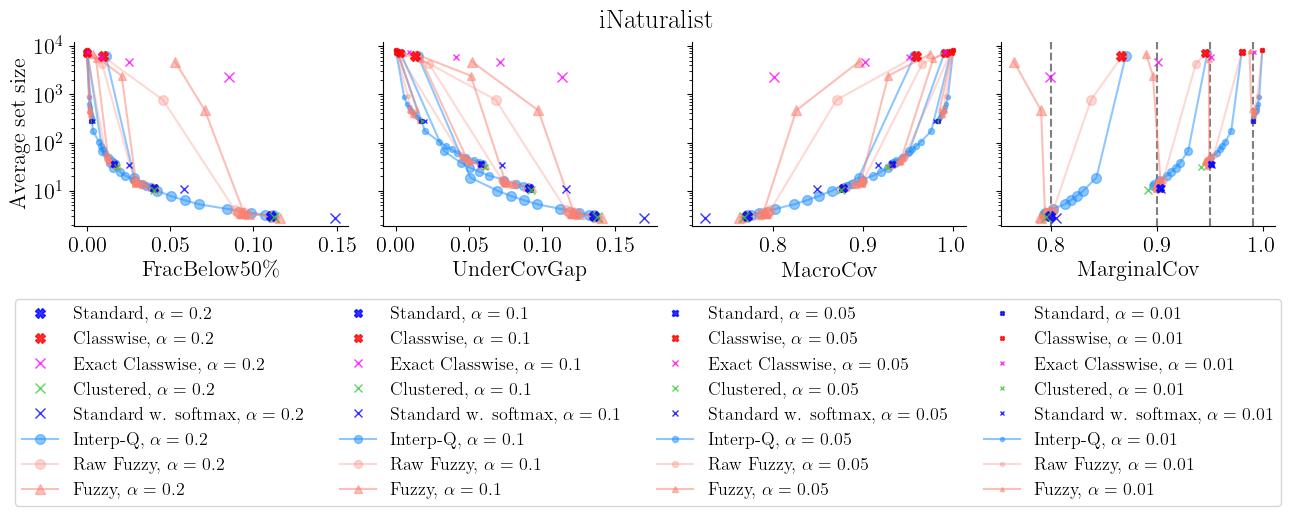 iNaturalist
Average set size
10^4
10^3
10^2
10^1
0.00 0.05 0.10 0.15
FracBelow50%
0.00 0.05 0.10 0.15
UnderCovGap
0.8 0.9 1.0
MacroCov
0.8 0.9 1.0
MarginalCov
Standard, α = 0.2
Classwise, α = 0.2
Exact Classwise, α = 0.2
Clustered, α = 0.2
Standard w. softmax, α = 0.2
Interp-Q, α = 0.2
Raw Fuzzy, α = 0.2
Fuzzy, α = 0.2
Standard, α = 0.1
Classwise, α = 0.1
Exact Classwise, α = 0.1
Clustered, α = 0.1
Standard w. softmax, α = 0.1
Interp-Q, α = 0.1
Raw Fuzzy, α = 0.1
Fuzzy, α = 0.1
Standard, α = 0.05
Classwise, α = 0.05
Exact Classwise, α = 0.05
Clustered, α = 0.05
Standard w. softmax, α = 0.05
Interp-Q, α = 0.05
Raw Fuzzy, α = 0.05
Fuzzy, α = 0.05
Standard, α = 0.01
Classwise, α = 0.01
Exact Classwise, α = 0.01
Clustered, α = 0.01
Standard w. softmax, α = 0.01
Interp-Q, α = 0.01
Raw Fuzzy, α = 0.01
Fuzzy, α = 0.01